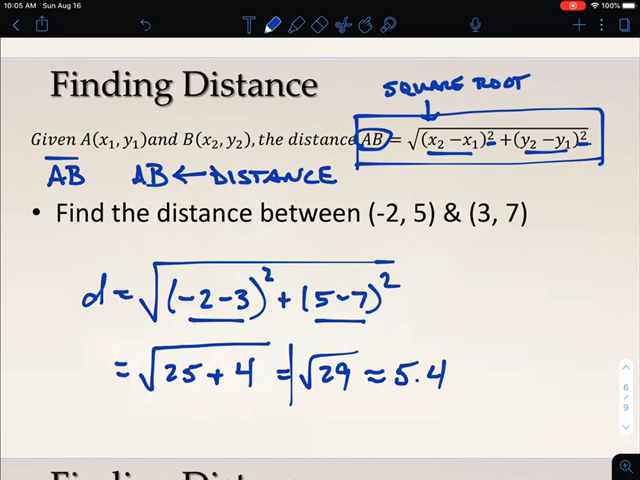 10:05 AM Sun Aug 16
100%
Finding Distance
SQUARE ROOT
Given A(x₁, y₁)and B(x₂, y₂), the distance AB = √(x₂ − x₁)² +(y₂ −y₁)².
AB AB ← DISTANCE
• Find the distance between (-2, 5) & (3, 7)
d = √(-2-3)² + (5-7)²
= √25 + 4 = √29 ≈ 5.4
6
/
9
Finding Distance